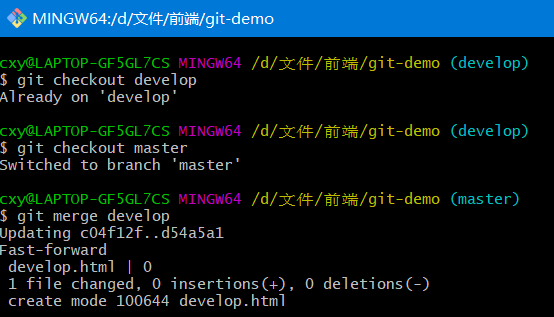 MINGW64:/d/文件/前端/git-demo
cxy@LAPTOP-GF5GL7CS MINGW64 /d/文件/前端/git-demo (develop)
$ git checkout develop
Already on 'develop'
cxy@LAPTOP-GF5GL7CS MINGW64 /d/文件/前端/git-demo (develop)
$ git checkout master
Switched to branch 'master'
cxy@LAPTOP-GF5GL7CS MINGW64 /d/文件/前端/git-demo (master)
$ git merge develop
Updating c04f12f..d54a5a1
Fast-forward
 develop.html | 0
 1 file changed, 0 insertions(+), 0 deletions(-)
 create mode 100644 develop.html